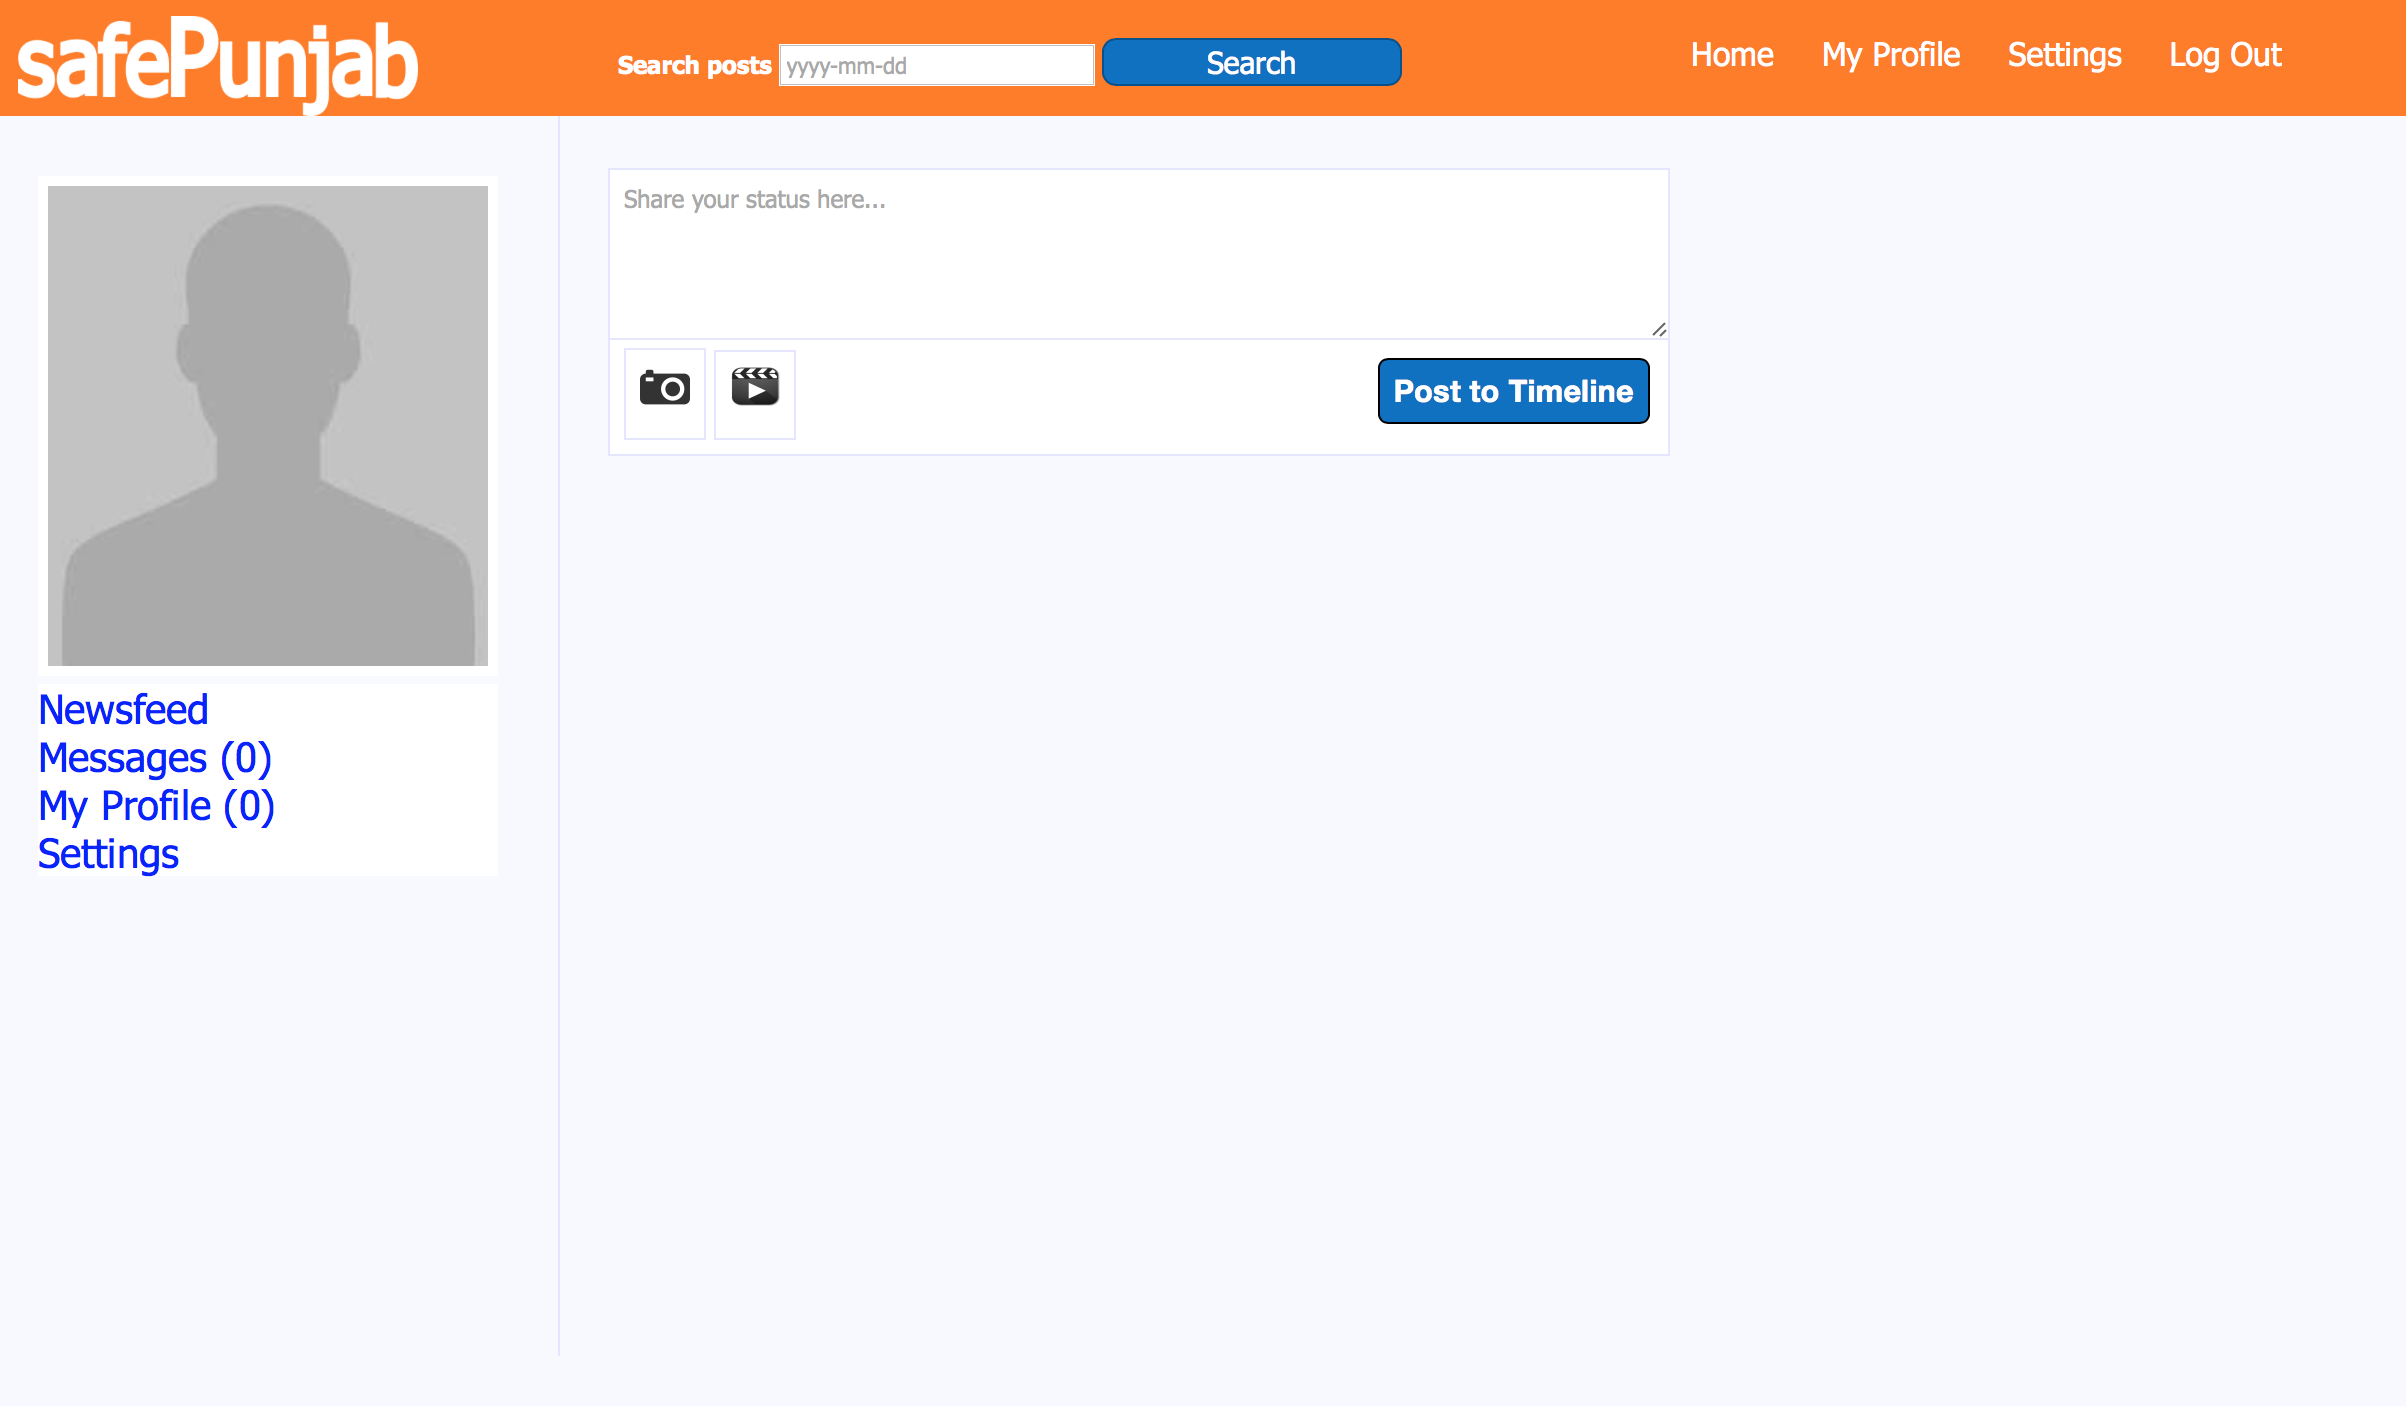 safePunjab
Search posts yyyy-mm-dd Search
Home My Profile Settings Log Out
Share your status here...
Post to Timeline
Newsfeed
Messages (0)
My Profile (0)
Settings